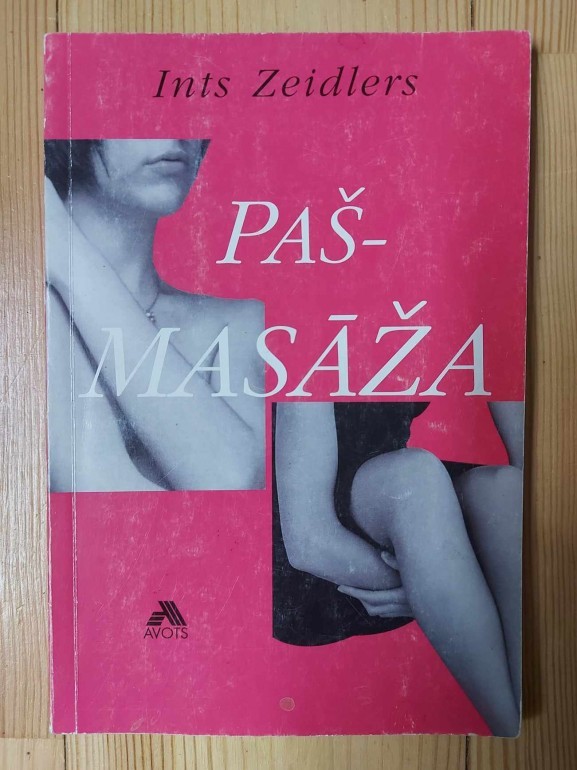 Ints Zeidlers
PAŠ-
MASĀŽA
AVOTS